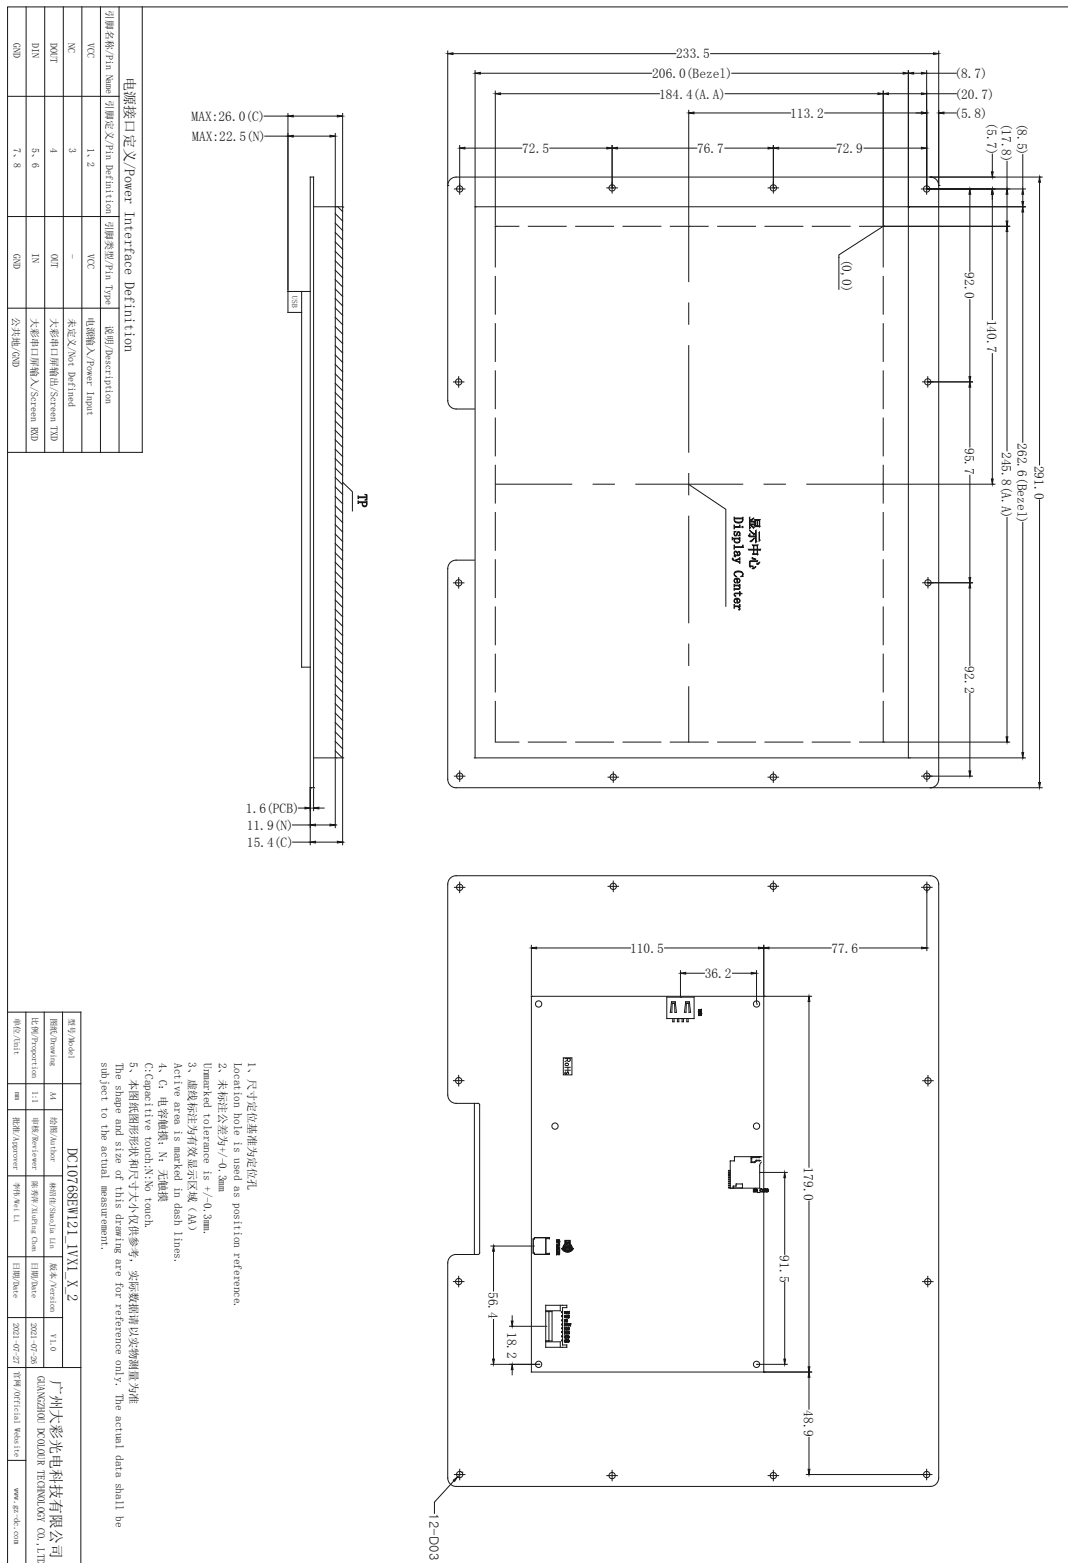 233.5
206.0(Bezel)
(8.7)
184.4(A.A)
(20.7)
113.2
(5.8)
72.5
76.7
72.9
(8.5)
(17.8)
(5.7)
MAX:26.0(C)
MAX:22.5(N)
(0,0)
92.0
140.7
291.0
262.6(Bezel)
245.8(A.A)
95.7
92.2
USB
TP
显示中心
Display Center
1.6(PCB)
11.9(N)
15.4(C)
110.5
77.6
36.2
RoHS
179.0
91.5
56.4
18.2
48.9
12-D03
电源接口定义/Power Interface Definition
引脚名称/Pin Name 引脚定义/Pin Definition 引脚类型/Pin Type 说明/Description
VCC 1、2 VCC 电源输入/Power Input
NC 3 - 未定义/Not Defined
DOUT 4 OUT 大彩串口屏输出/Screen TXD
DIN 5、6 IN 大彩串口屏输入/Screen RXD
GND 7、8 GND 公共地/GND
1、尺寸定位基准为定位孔
Location hole is used as position reference.
2、未标注公差为+/-0.3mm
Unmarked tolerance is +/-0.3mm.
3、虚线标注为有效显示区域 (AA)
Active area is marked in dash lines.
4、C：电容触摸；N：无触摸
C:Capacitive touch;N:No touch.
5、本图纸图形形状和尺寸大小仅供参考，实际数据请以实物测量为准
The shape and size of this drawing are for reference only. The actual data shall be
subject to the actual measurement.
型号/Model DC10768EW121_1VX1_X_2
图纸/Drawing A4 绘图/Author /ShaoJia Lin 版本/Version V1.0 广州大彩光电科技有限公司
比例/Proportion 1:1 审核/Reviewer /XiuPing Chen 日期/Date 2021-07-26 GUANGZHOU DCOLOUR TECHNOLOGY CO.,LTD
单位/Unit mm 批准/Approver 李伟/Wei Li 日期/Date 2021-07-27 官网/Official Website www.gz-dc.com